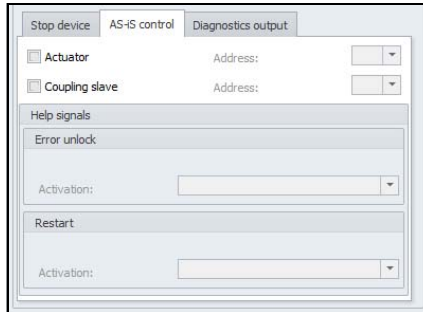 Stop device AS-iS control Diagnostics output
Actuator Address:
Coupling slave Address:
Help signals
Error unlock
Activation:
Restart
Activation: